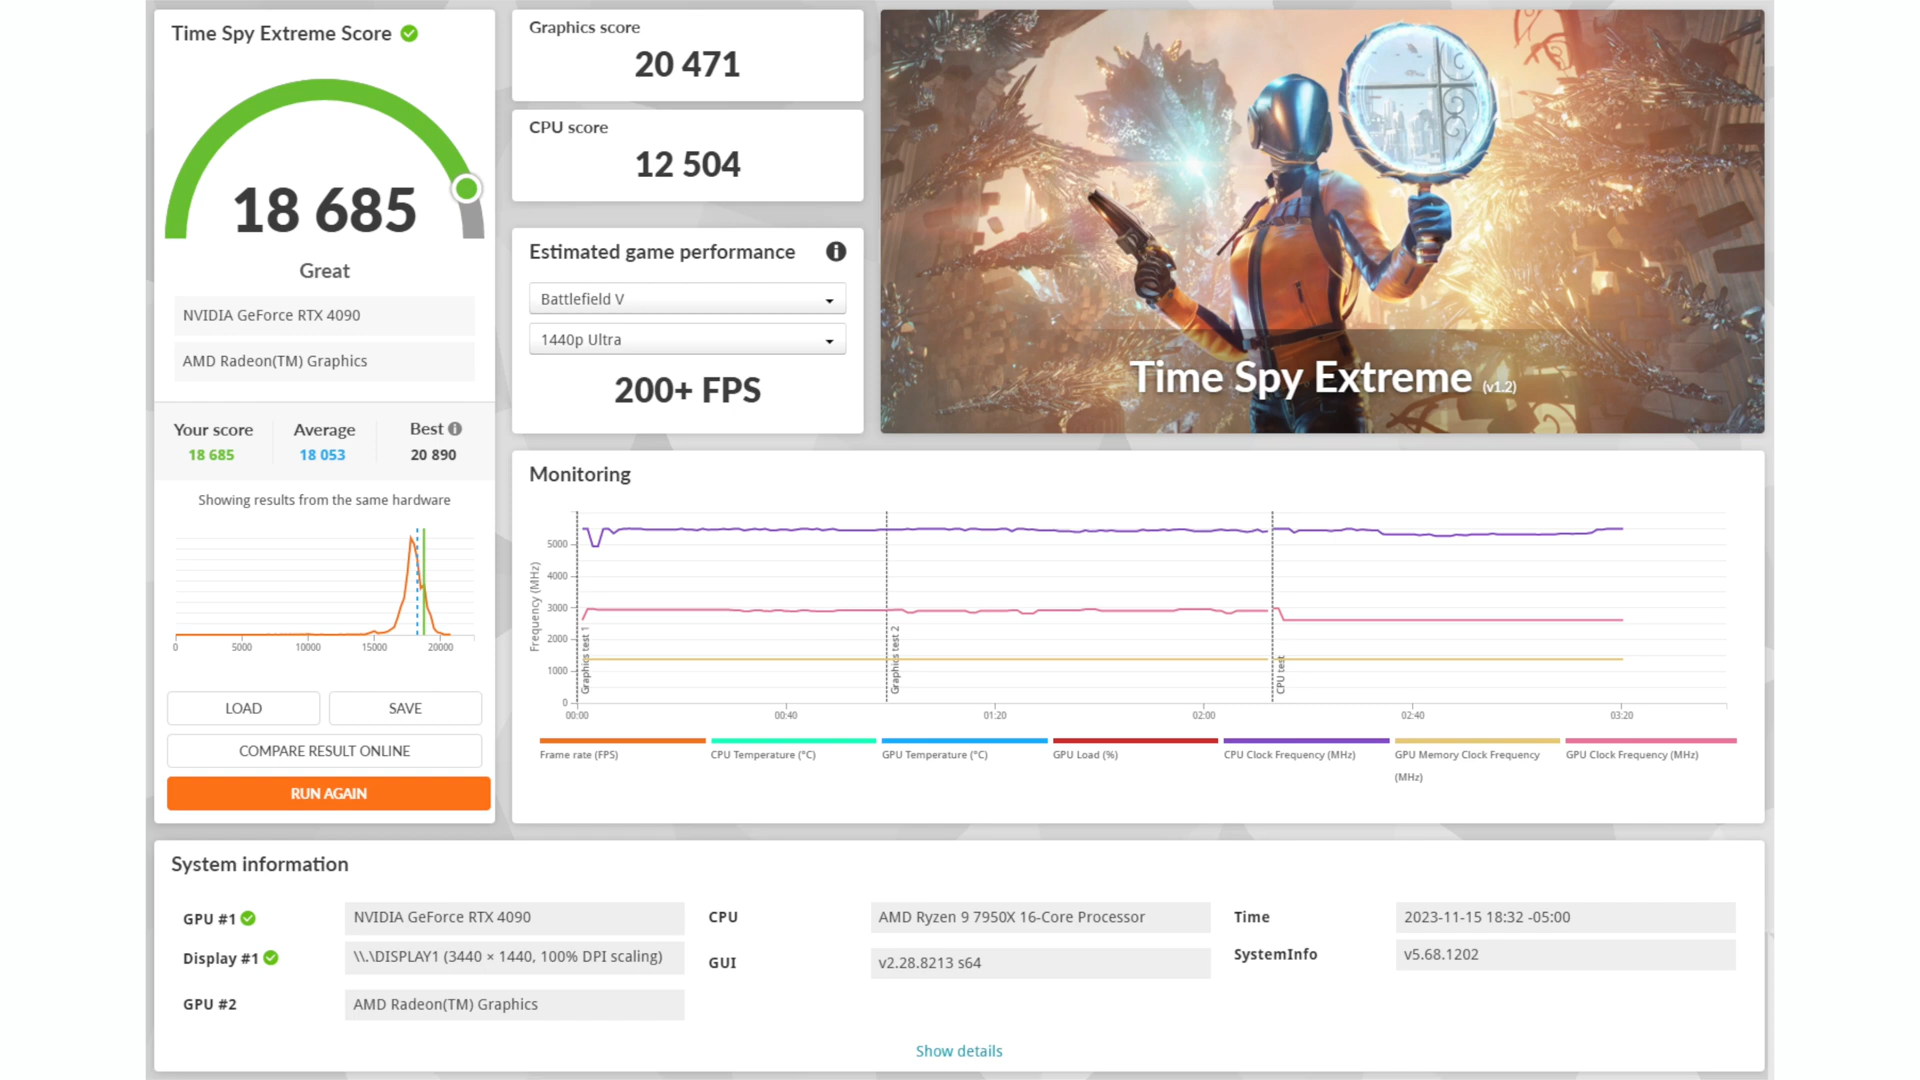 Time Spy Extreme Score
18 685
Great
NVIDIA GeForce RTX 4090
AMD Radeon(TM) Graphics
Your score
Average
Best
18 685
18 053
20 890
Showing results from the same hardware
0
5000
10000
15000
20000
LOAD
SAVE
COMPARE RESULT ONLINE
RUN AGAIN
Graphics score
20 471
CPU score
12 504
Estimated game performance
Battlefield V
1440p Ultra
200+ FPS
Time Spy Extreme (v1.2)
Monitoring
Frequency (MHz)
5000
4000
3000
2000
1000
0
Graphics test 1
Graphics test 2
CPU test
00:00
00:40
01:20
02:00
02:40
03:20
Frame rate (FPS)
CPU Temperature (°C)
GPU Temperature (°C)
GPU Load (%)
CPU Clock Frequency (MHz)
GPU Memory Clock Frequency
(MHz)
GPU Clock Frequency (MHz)
System information
GPU #1
NVIDIA GeForce RTX 4090
Display #1
\\.\DISPLAY1 (3440 × 1440, 100% DPI scaling)
GPU #2
AMD Radeon(TM) Graphics
CPU
AMD Ryzen 9 7950X 16-Core Processor
GUI
v2.28.8213 s64
Time
2023-11-15 18:32 -05:00
SystemInfo
v5.68.1202
Show details